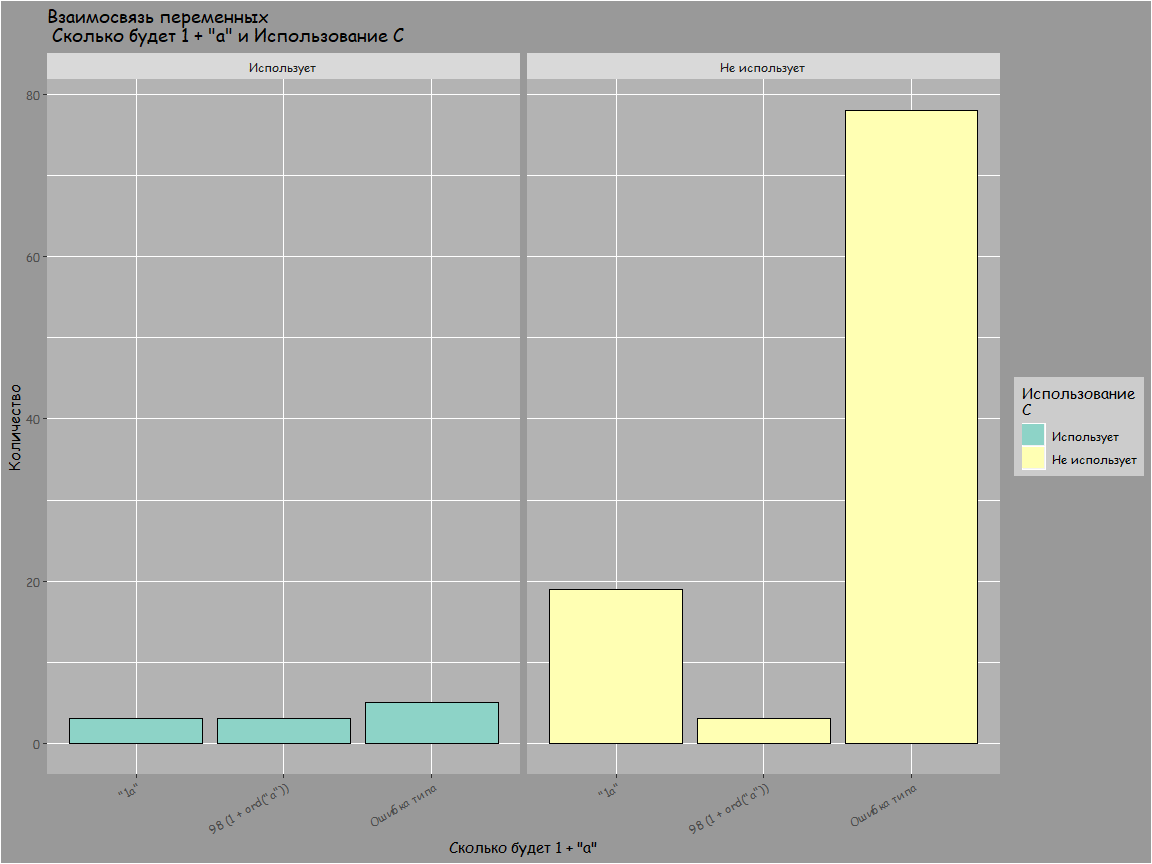 Взаимосвязь переменных
Сколько будет 1 + "a" и Использование C
Использует
Не использует
80
60
40
20
0
Количество
"1a"
98 (1 + ord("a"))
Ошибка типа
"1a"
98 (1 + ord("a"))
Ошибка типа
Сколько будет 1 + "a"
Использование
C
Использует
Не использует